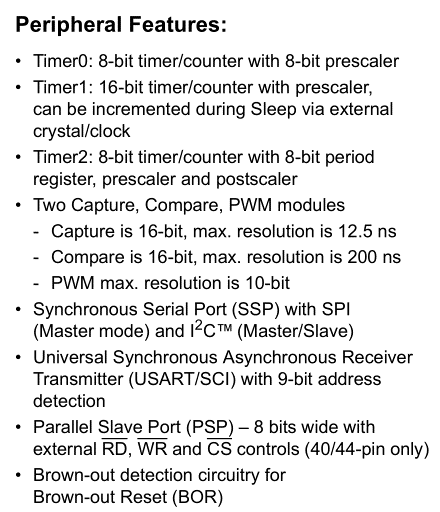 Peripheral Features:
• Timer0: 8-bit timer/counter with 8-bit prescaler
• Timer1: 16-bit timer/counter with prescaler,
can be incremented during Sleep via external
crystal/clock
• Timer2: 8-bit timer/counter with 8-bit period
register, prescaler and postscaler
• Two Capture, Compare, PWM modules
- Capture is 16-bit, max. resolution is 12.5 ns
- Compare is 16-bit, max. resolution is 200 ns
- PWM max. resolution is 10-bit
• Synchronous Serial Port (SSP) with SPI
(Master mode) and I²C™ (Master/Slave)
• Universal Synchronous Asynchronous Receiver
Transmitter (USART/SCI) with 9-bit address
detection
• Parallel Slave Port (PSP) – 8 bits wide with
external R̅D̅, W̅R̅ and C̅S̅ controls (40/44-pin only)
• Brown-out detection circuitry for
Brown-out Reset (BOR)